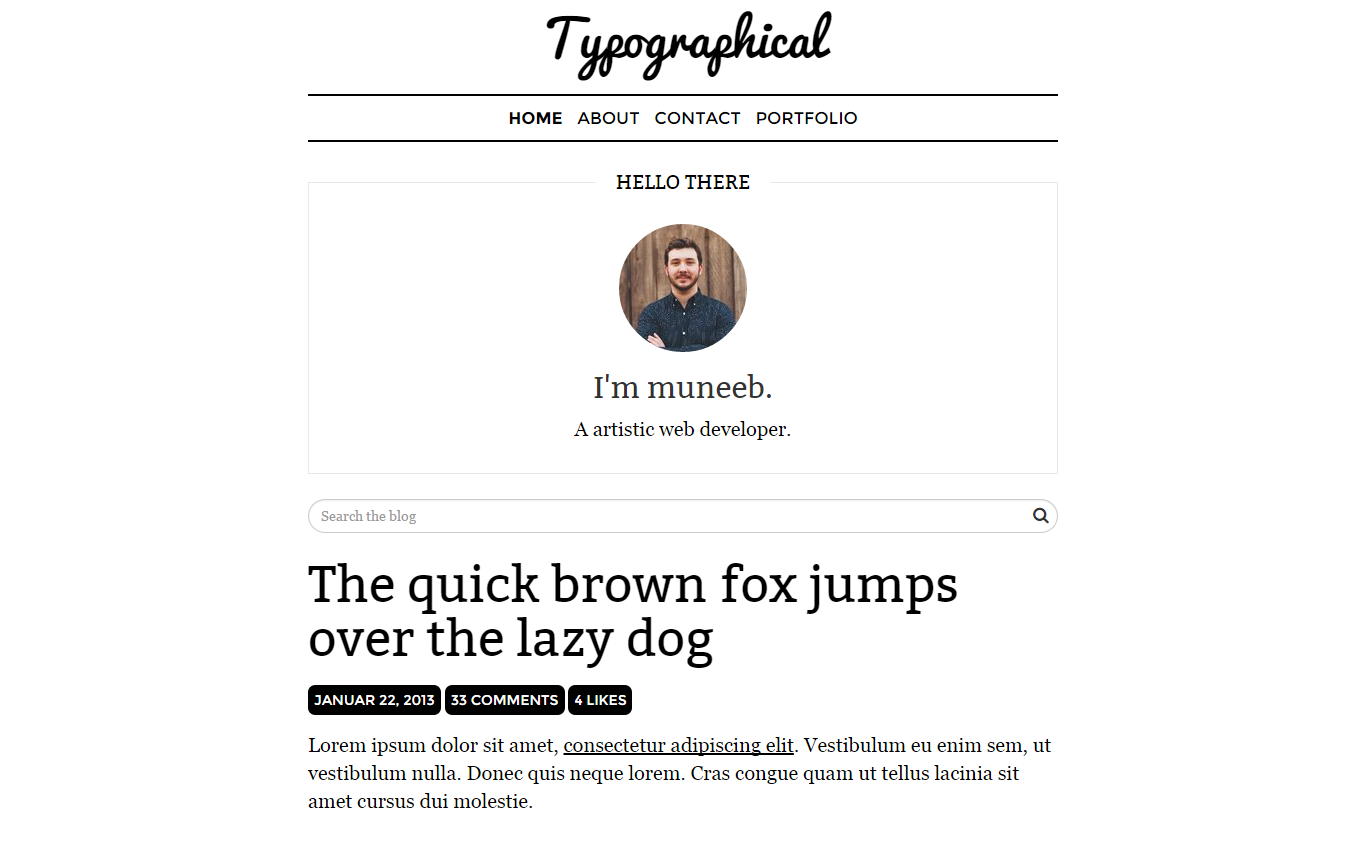 Typographical
HOME ABOUT CONTACT PORTFOLIO
HELLO THERE
I'm muneeb.
A artistic web developer.
Search the blog
The quick brown fox jumps
over the lazy dog
JANUAR 22, 2013 33 COMMENTS 4 LIKES
Lorem ipsum dolor sit amet, consectetur adipiscing elit. Vestibulum eu enim sem, ut
vestibulum nulla. Donec quis neque lorem. Cras congue quam ut tellus lacinia sit
amet cursus dui molestie.